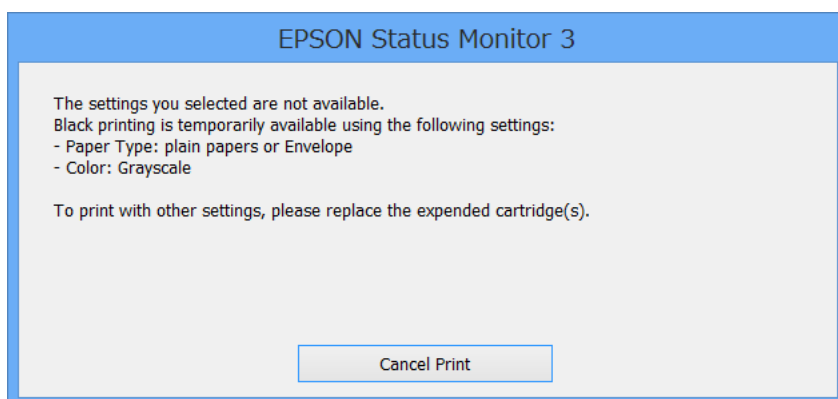 EPSON Status Monitor 3
The settings you selected are not available.
Black printing is temporarily available using the following settings:
- Paper Type: plain papers or Envelope
- Color: Grayscale
To print with other settings, please replace the expended cartridge(s).
Cancel Print